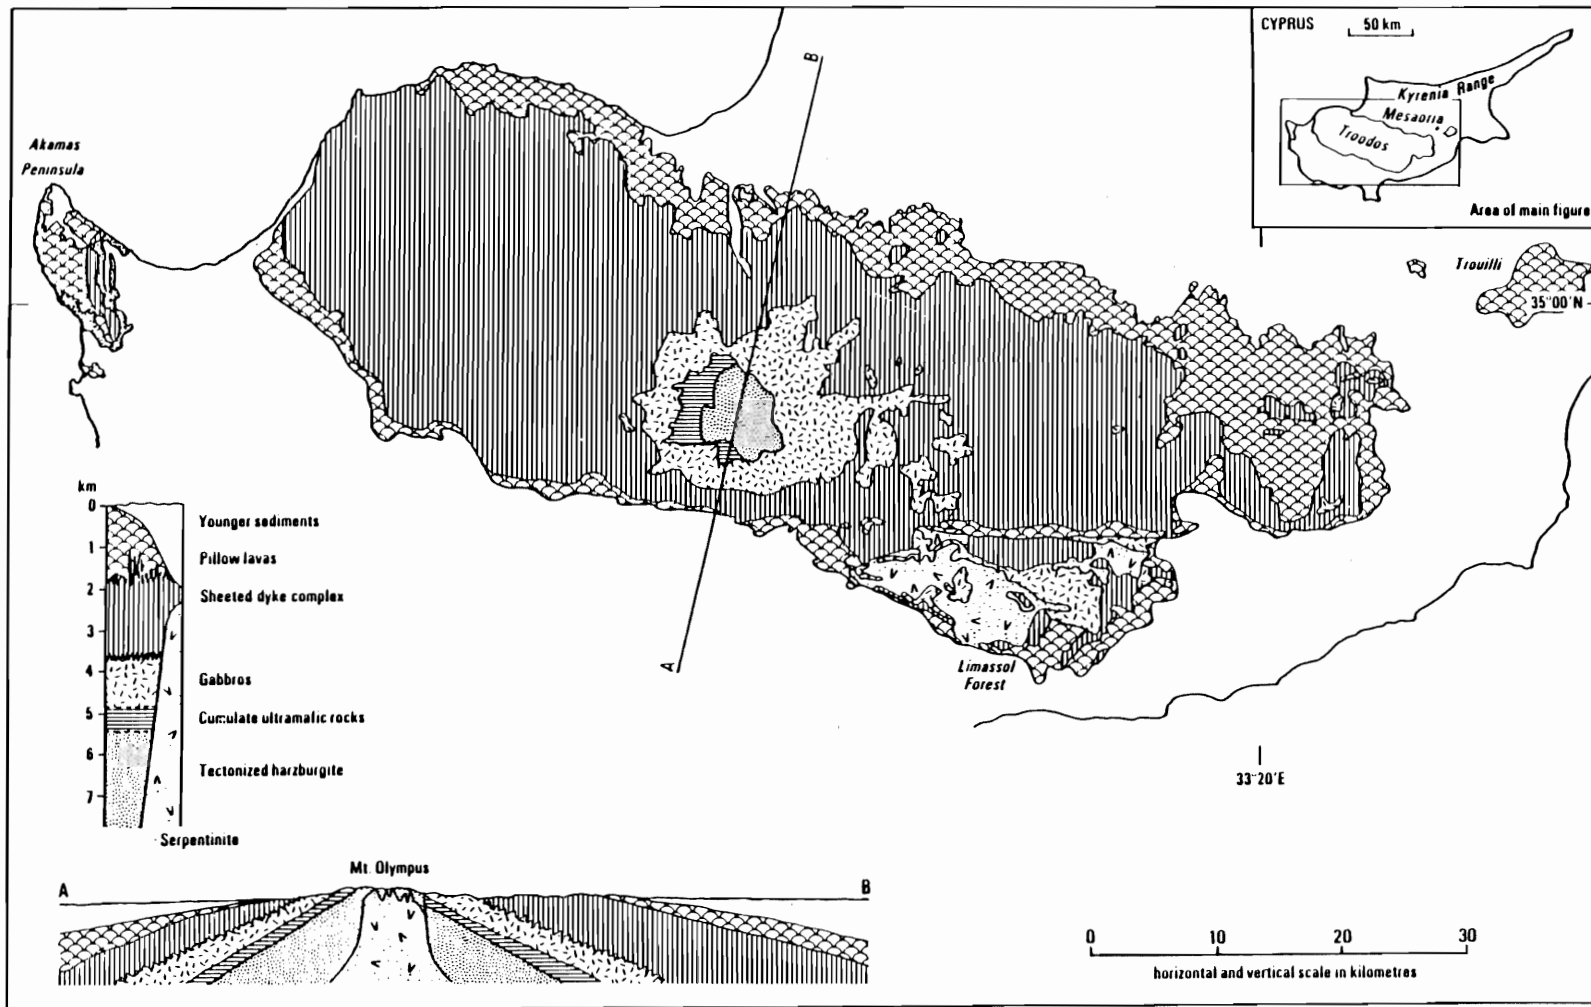 CYPRUS
50 km
Kyrenia Range
Mesaoria
Troodos
Area of main figure
Akamas
Peninsula
B
Trouilli
35°00'N
km
0
Younger sediments
1
Pillow lavas
2
Sheeted dyke complex
3
4
Gabbros
5
Cumulate ultramafic rocks
6
Tectonized harzburgite
7
Serpentinite
A
Limassol
Forest
33°20'E
Mt. Olympus
A
B
0 10 20 30
horizontal and vertical scale in kilometres